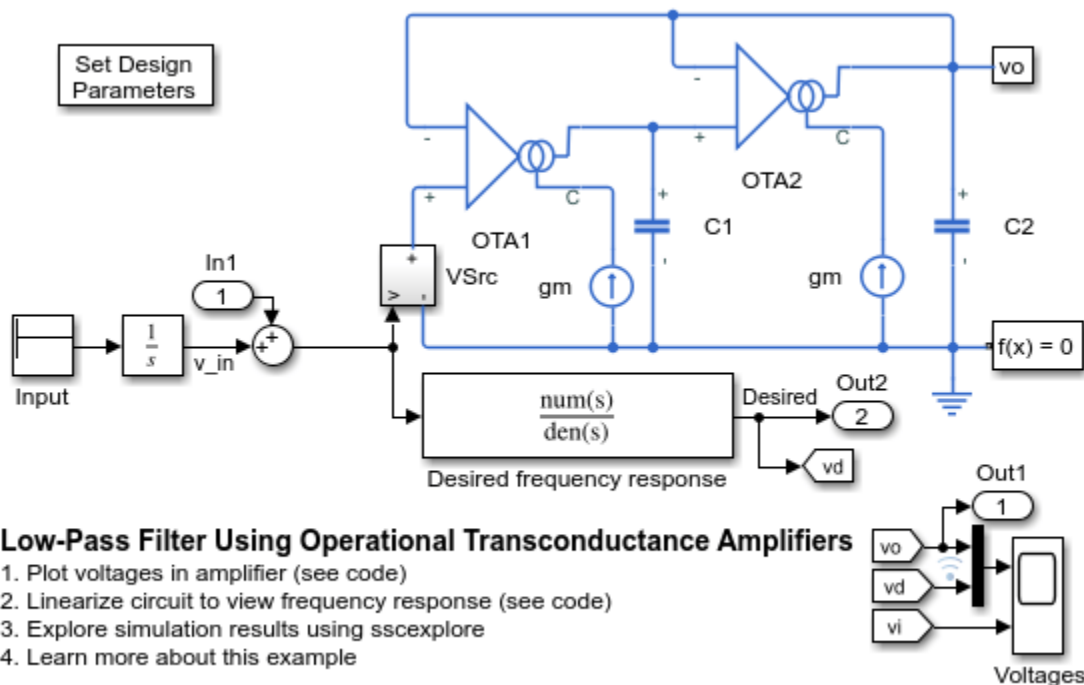 Set Design
Parameters
vo
-
-
+
C
OTA2
+
C
+
+
C1
C2
OTA1
+
VSrc
>
-
gm
-
gm
-
In1
1
+
+
1
s
v_in
Input
f(x) = 0
num(s)
den(s)
Desired
Out2
2
vd
Desired frequency response
Out1
1
Low-Pass Filter Using Operational Transconductance Amplifiers
vo
1. Plot voltages in amplifier (see code)
vd
2. Linearize circuit to view frequency response (see code)
vi
3. Explore simulation results using sscexplore
4. Learn more about this example
Voltages